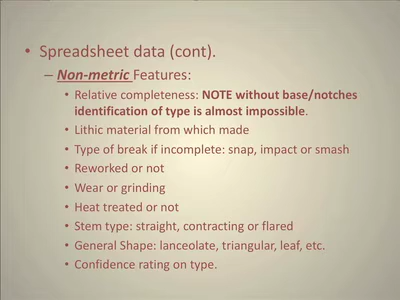 • Spreadsheet data (cont).
– Non-metric Features:
• Relative completeness: NOTE without base/notches
identification of type is almost impossible.
• Lithic material from which made
• Type of break if incomplete: snap, impact or smash
• Reworked or not
• Wear or grinding
• Heat treated or not
• Stem type: straight, contracting or flared
• General Shape: lanceolate, triangular, leaf, etc.
• Confidence rating on type.